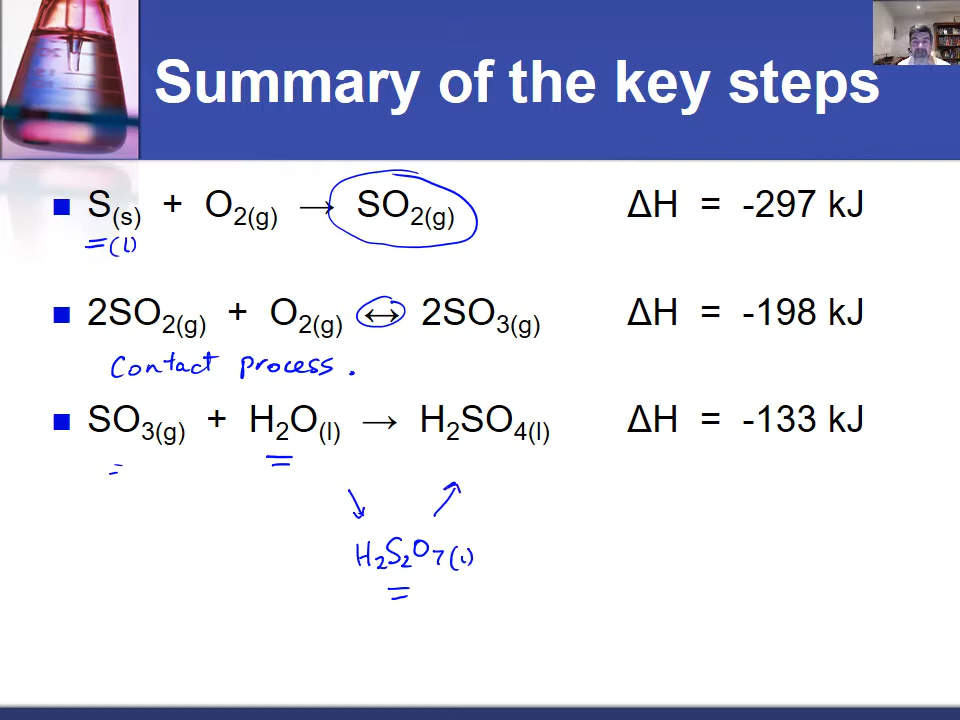 Summary of the key steps
■ S(s) + O2(g) → SO2(g) ΔH = -297 kJ
=(l)
■ 2SO2(g) + O2(g) ↔ 2SO3(g) ΔH = -198 kJ
Contact process.
■ SO3(g) + H2O(l) → H2SO4(l) ΔH = -133 kJ
H2S2O7(l)